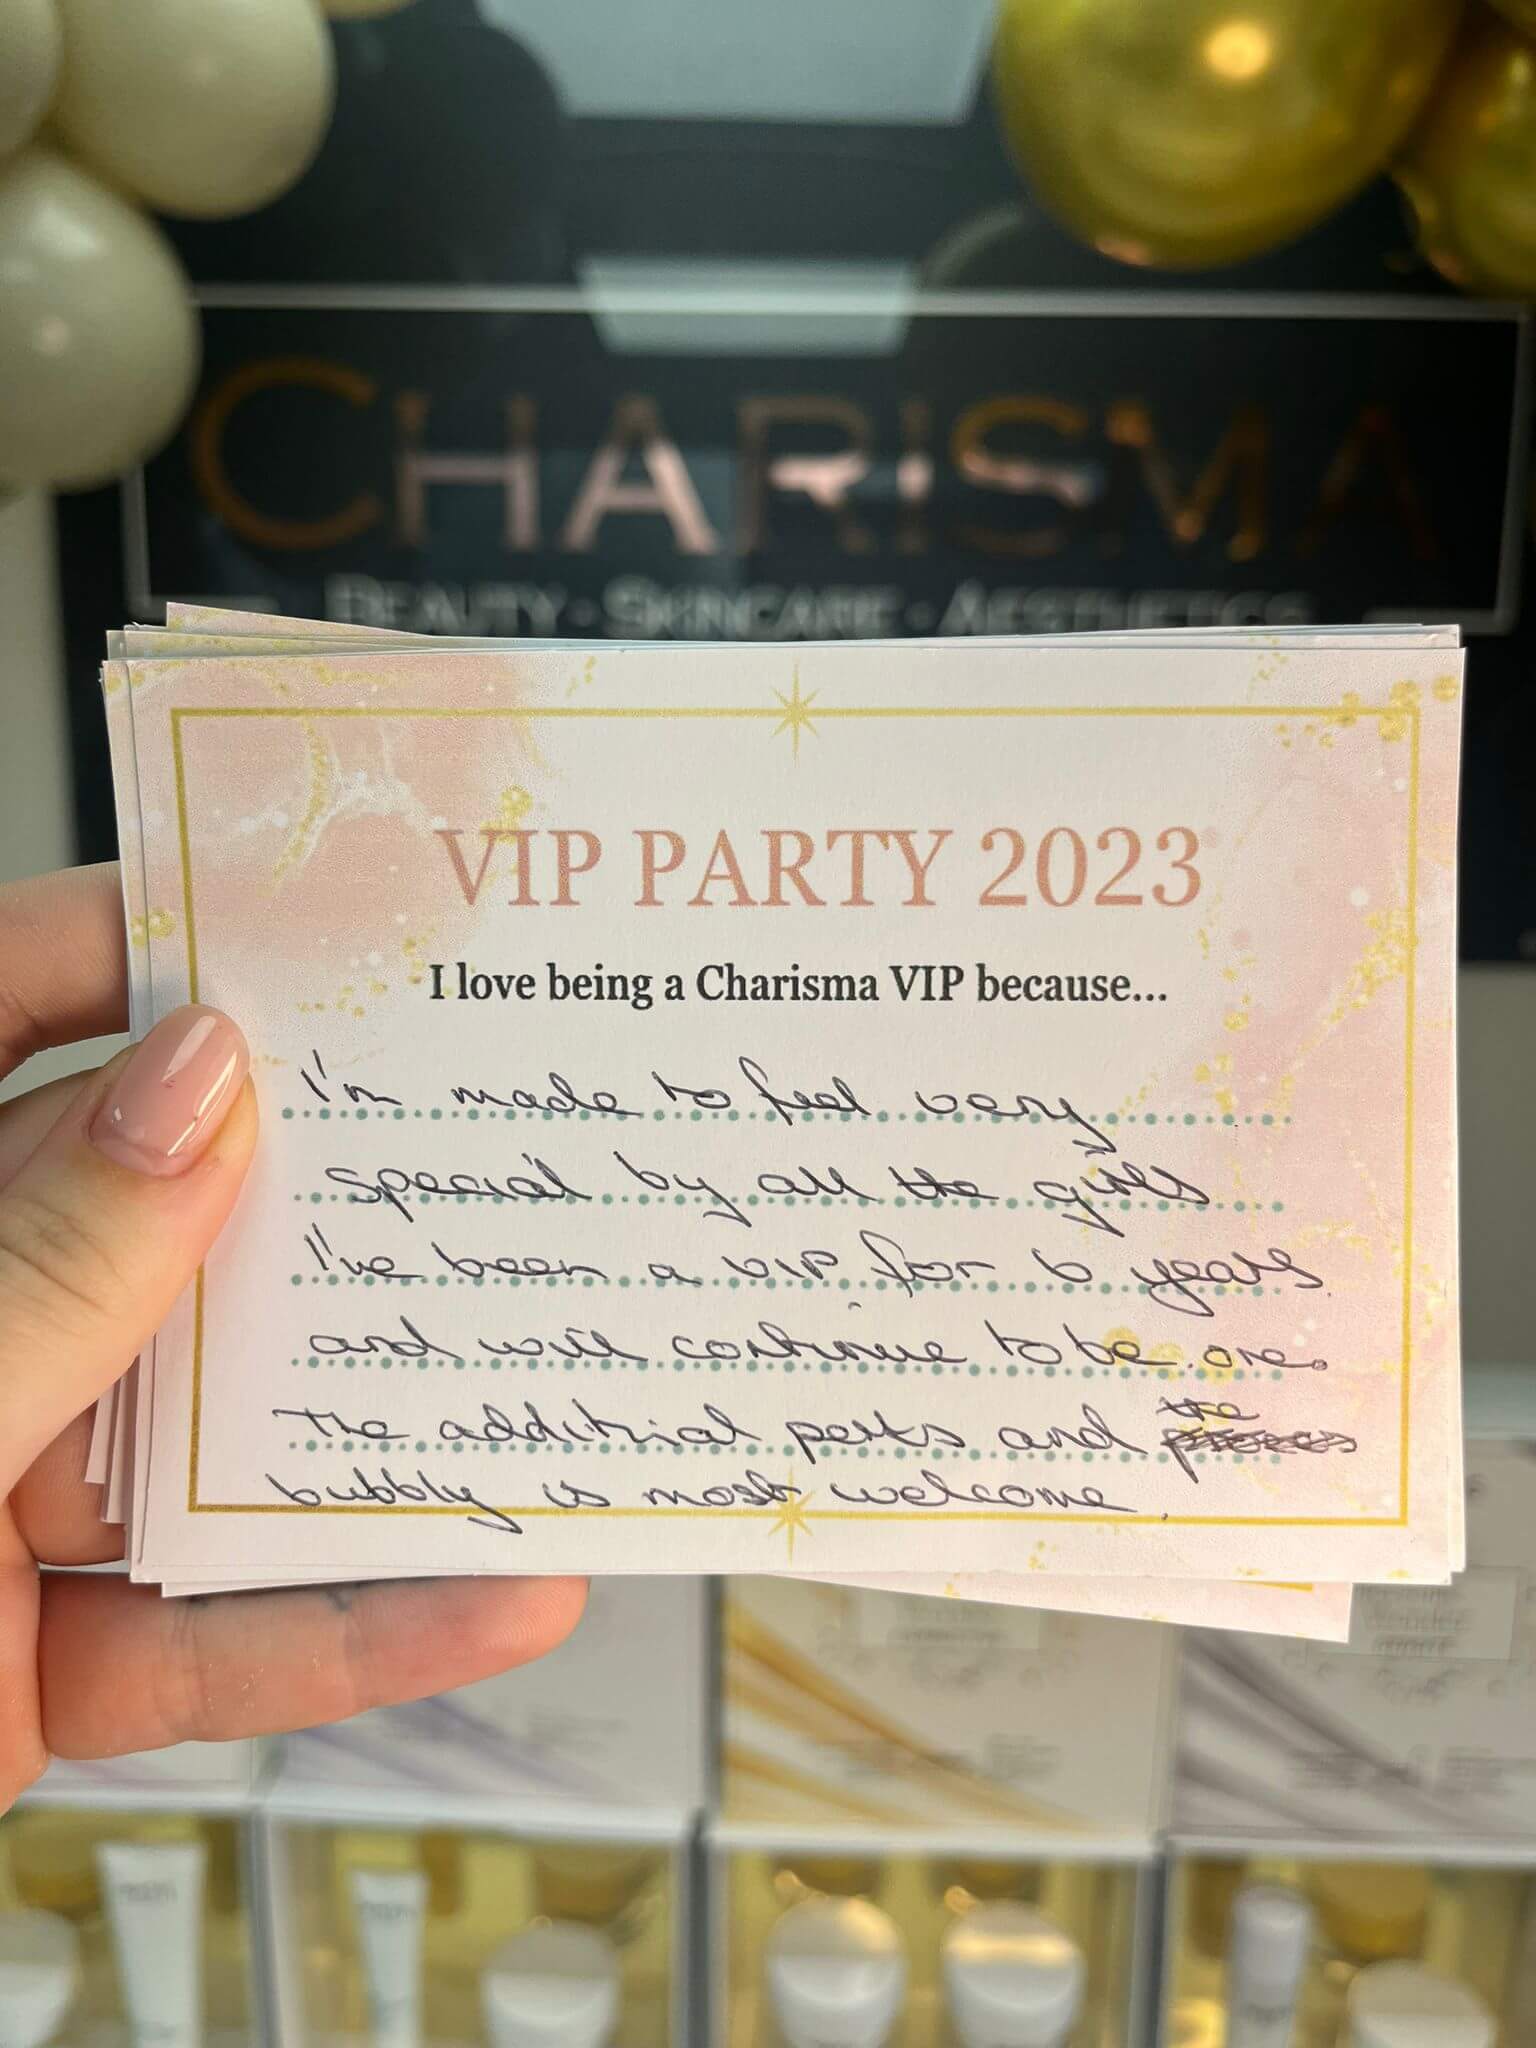 CHARISMA
BEAUTY • SKINCARE • AESTHETICS
VIP PARTY 2023
I love being a Charisma VIP because...
I'm made to feel very
special by all the girls
I've been a VIP for 6 years
and will continue to be one.
The additinal perks and the
bubbly is most welcome.